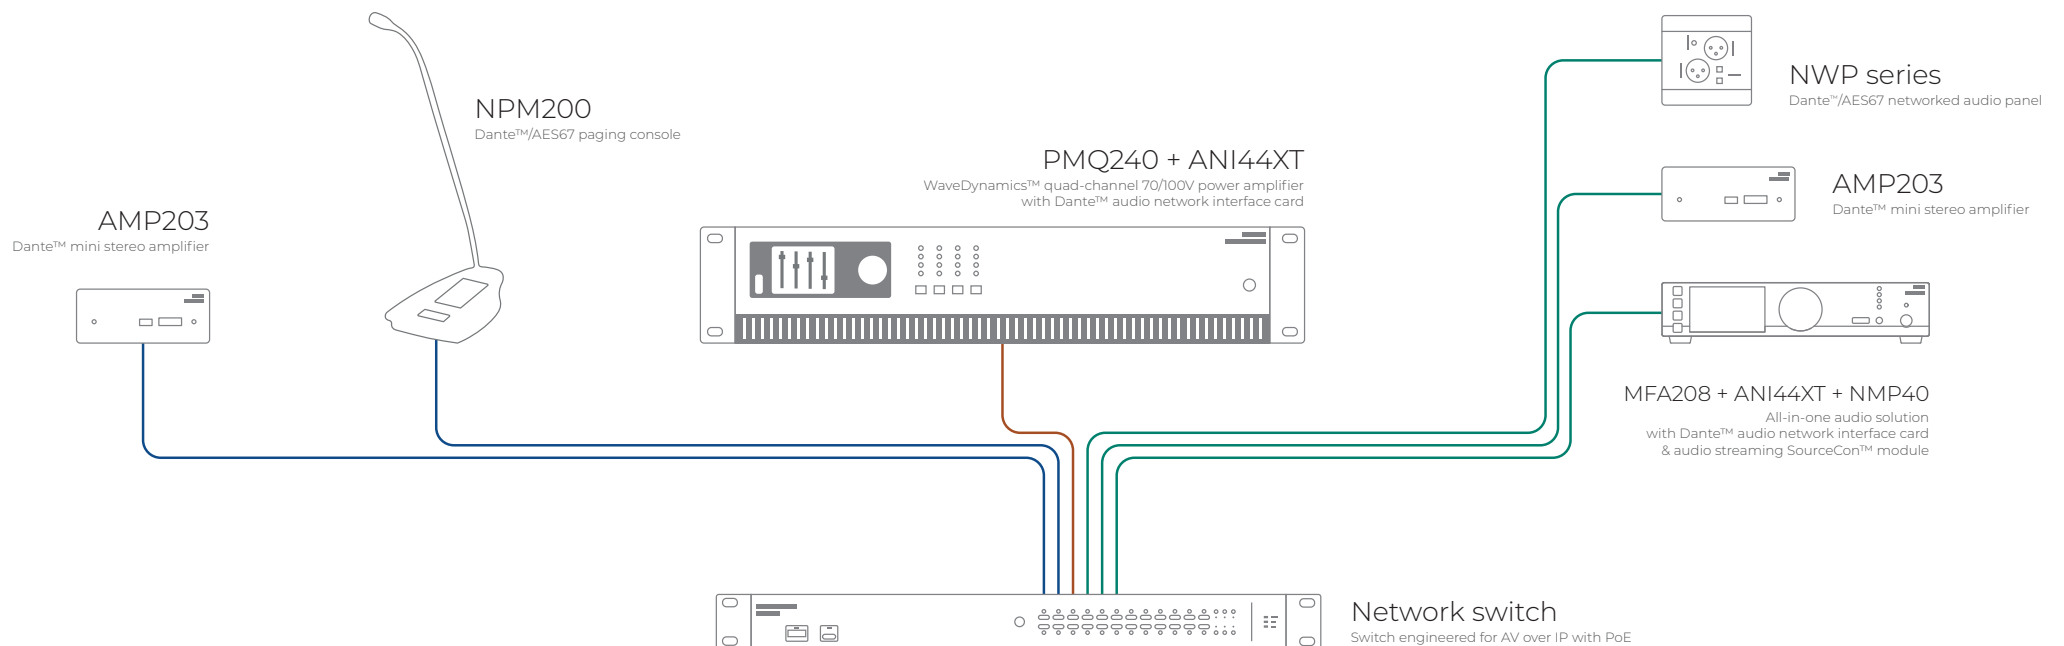 NPM200
Dante™/AES67 paging console
AMP203
Dante™ mini stereo amplifier
PMQ240 + ANI44XT
WaveDynamics™ quad-channel 70/100V power amplifier
with Dante™ audio network interface card
NWP series
Dante™/AES67 networked audio panel
AMP203
Dante™ mini stereo amplifier
MFA208 + ANI44XT + NMP40
All-in-one audio solution
with Dante™ audio network interface card
& audio streaming SourceCon™ module
Network switch
Switch engineered for AV over IP with PoE